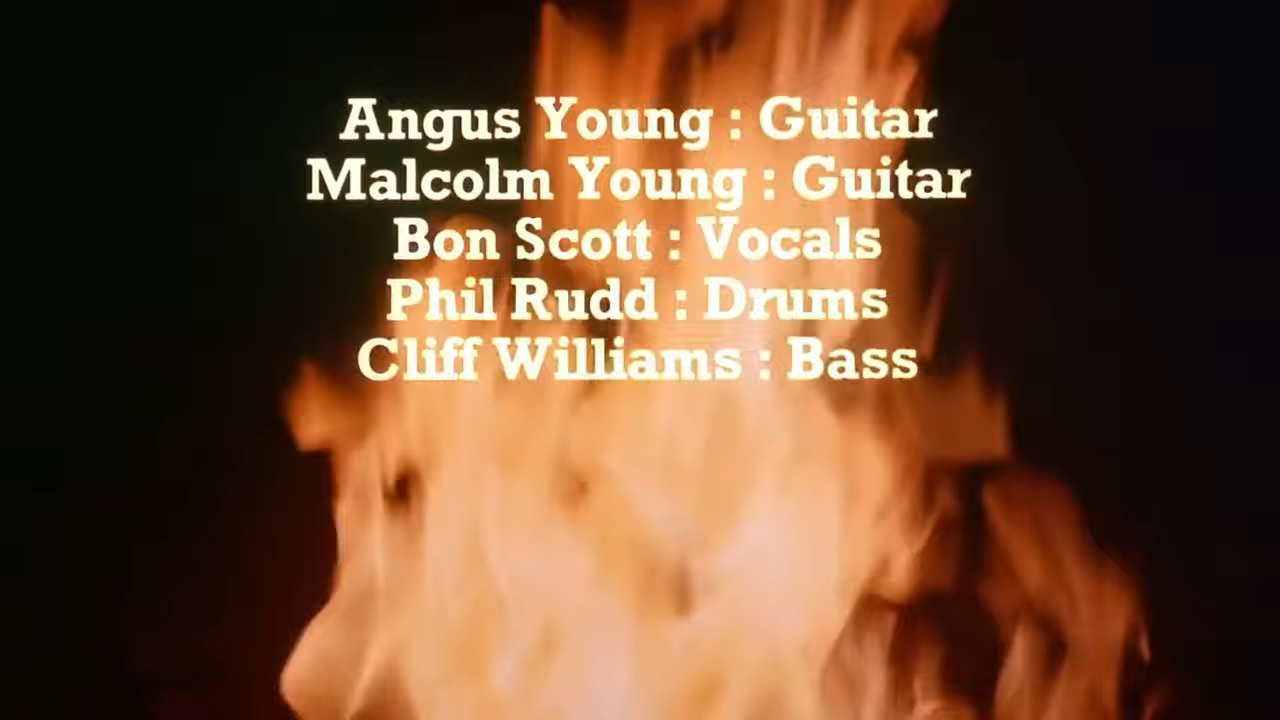 Angus Young : Guitar
Malcolm Young : Guitar
Bon Scott : Vocals
Phil Rudd : Drums
Cliff Williams : Bass